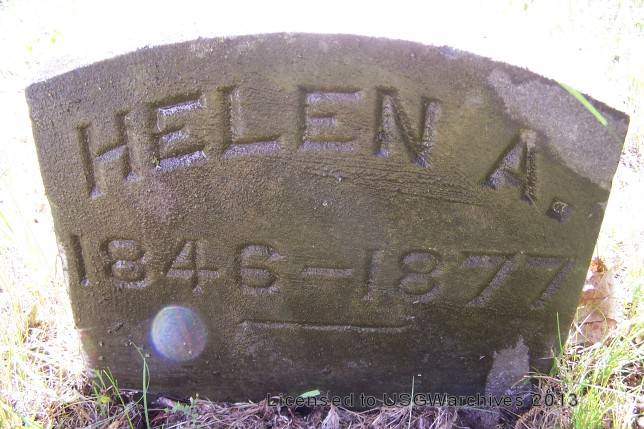 HELEN A.
1846 – 1877
Licensed to USGWarchives 2013